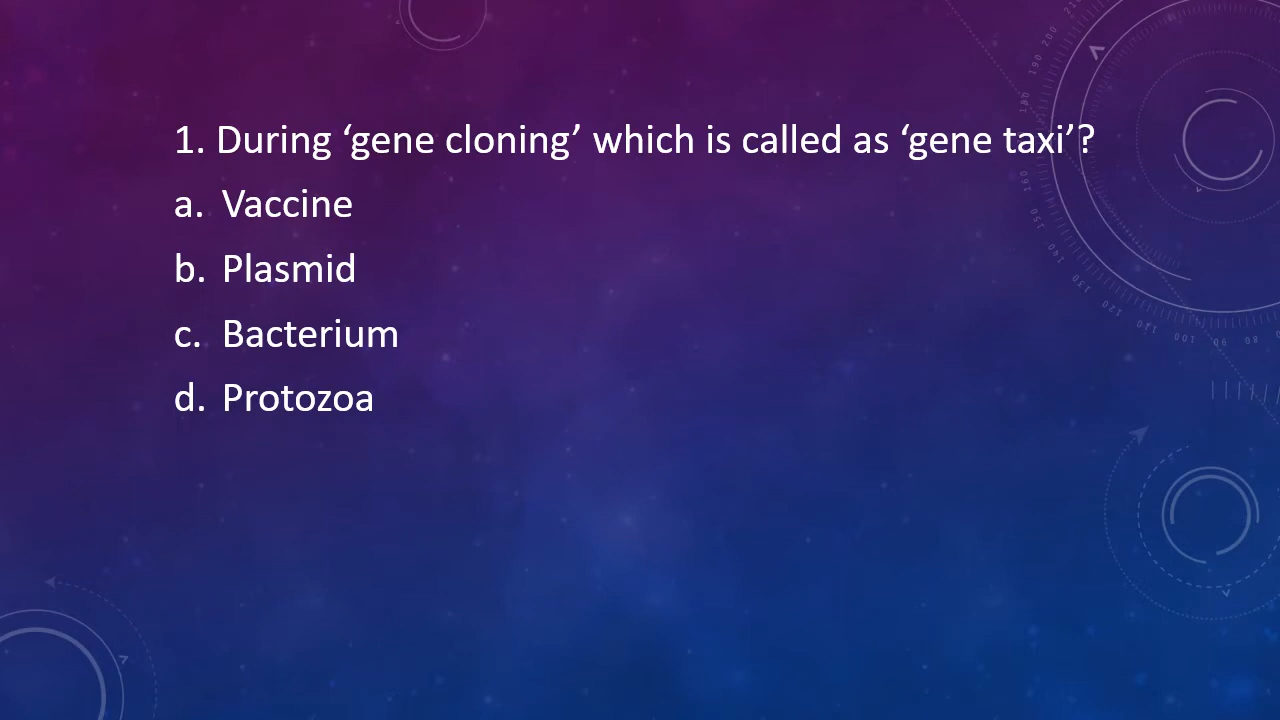 1. During ‘gene cloning’ which is called as ‘gene taxi’?
a. Vaccine
b. Plasmid
c. Bacterium
d. Protozoa